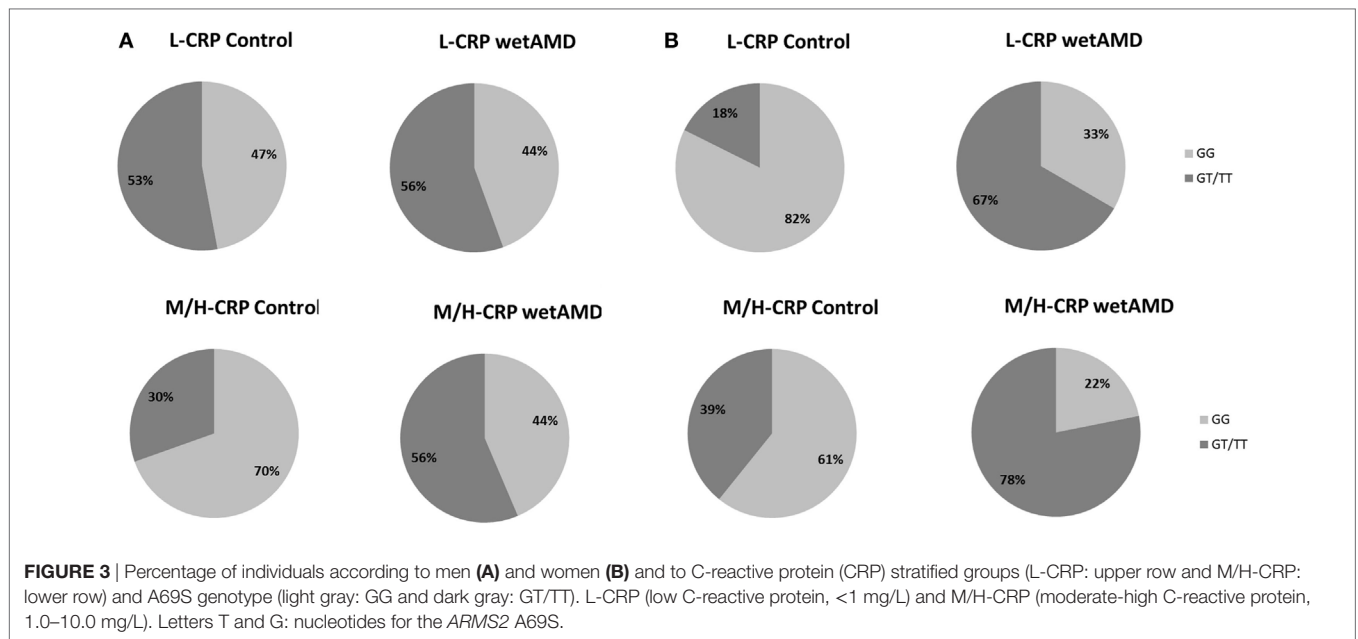 A L-CRP Control L-CRP wetAMD B L-CRP Control L-CRP wetAMD
47%
53%
44%
56%
18%
82%
33%
67%
GG
GT/TT
M/H-CRP Control M/H-CRP wetAMD M/H-CRP Control M/H-CRP wetAMD
30%
70%
44%
56%
39%
61%
22%
78%
GG
GT/TT
FIGURE 3 | Percentage of individuals according to men (A) and women (B) and to C-reactive protein (CRP) stratified groups (L-CRP: upper row and M/H-CRP:
lower row) and A69S genotype (light gray: GG and dark gray: GT/TT). L-CRP (low C-reactive protein, <1 mg/L) and M/H-CRP (moderate-high C-reactive protein,
1.0–10.0 mg/L). Letters T and G: nucleotides for the ARMS2 A69S.